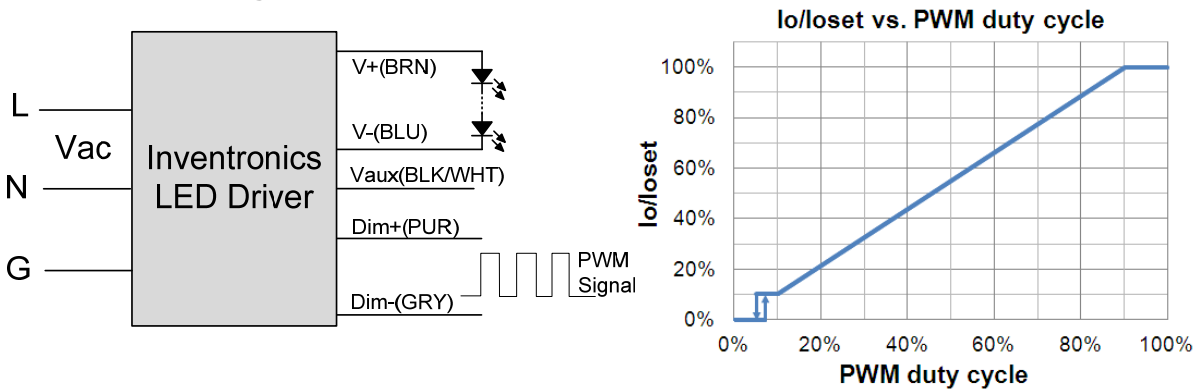 L
Vac
N
G
Inventronics
LED Driver
V+(BRN)
V-(BLU)
Vaux(BLK/WHT)
Dim+(PUR)
Dim-(GRY)
PWM
Signal
Io/Ioset vs. PWM duty cycle
Io/Ioset
100%
80%
60%
40%
20%
0%
0%
20%
40%
60%
80%
100%
PWM duty cycle